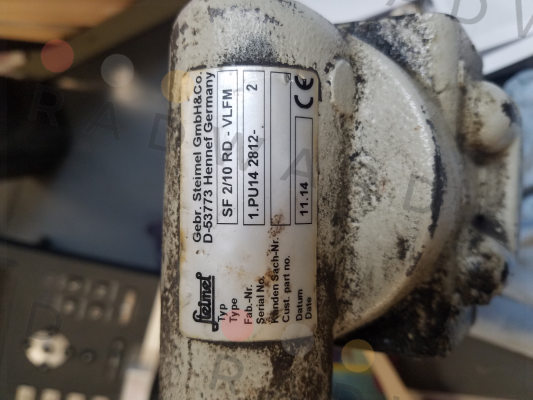 Steimel
Gebr. Steimel GmbH&Co.
D-53773 Hennef Germany
Typ
Type
SF 2/10 RD - VLFM
Fab.-Nr.
Serial No.
1.PU14 2812- 2
Kunden Sach-Nr.
Cust. part no.
Datum
Date
11.14
CE
RADWARD